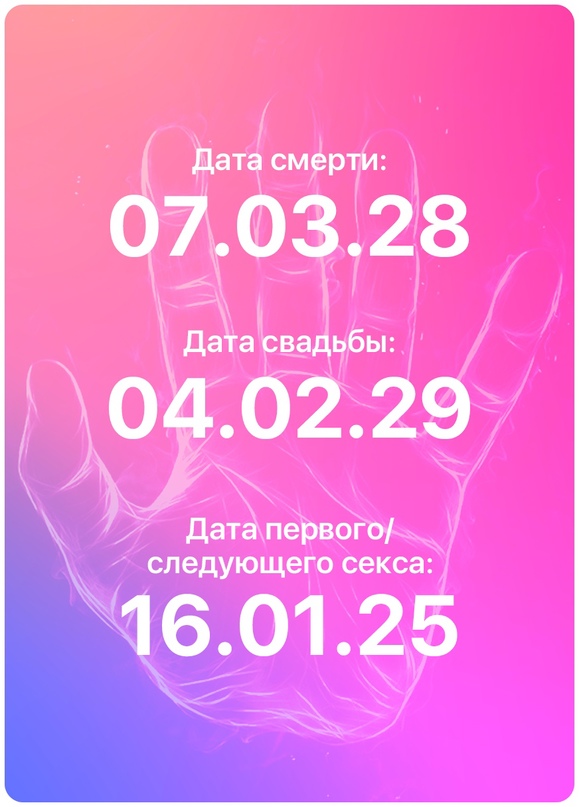 Дата смерти:
07.03.28
Дата свадьбы:
04.02.29
Дата первого/
следующего секса:
16.01.25